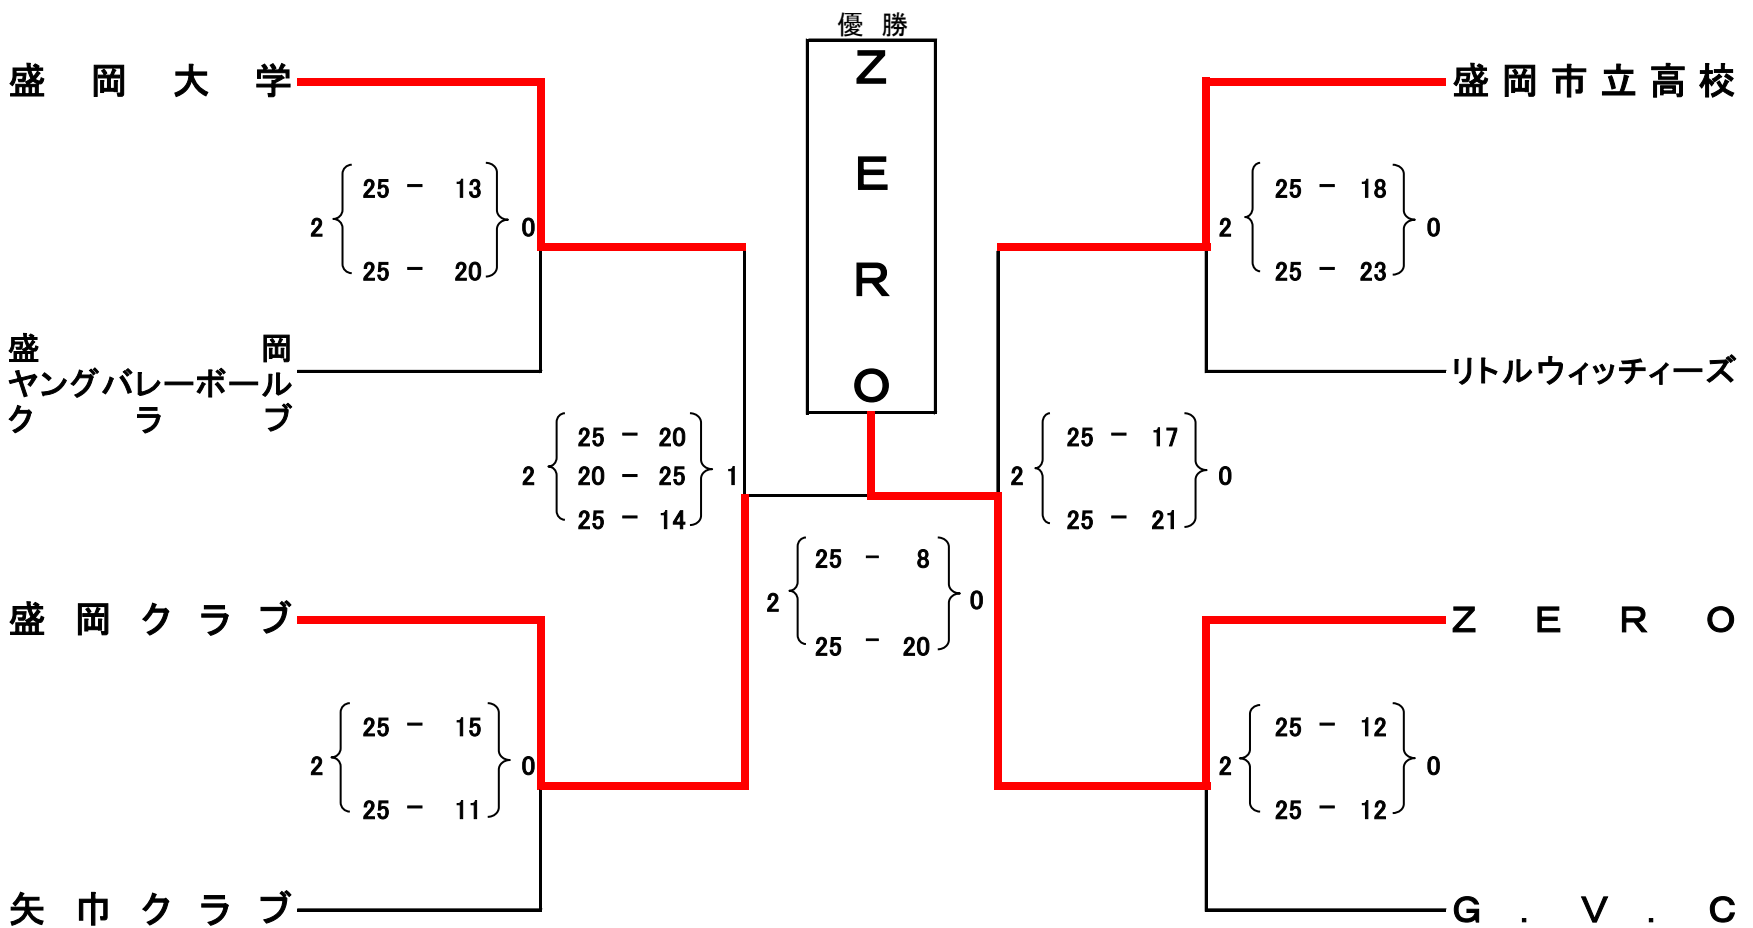 優 勝
ZERO
盛岡大学
盛岡市立高校
25 － 13
2 0
25 － 20
25 － 18
2 0
25 － 23
盛岡
ヤングバレーボール
クラブ
リトルウィッチィーズ
25 － 20
2 20 － 25 1
25 － 14
25 － 17
2 0
25 － 21
25 － 8
2 0
25 － 20
盛岡クラブ
ZERO
25 － 15
2 0
25 － 11
25 － 12
2 0
25 － 12
矢巾クラブ
G.V.C